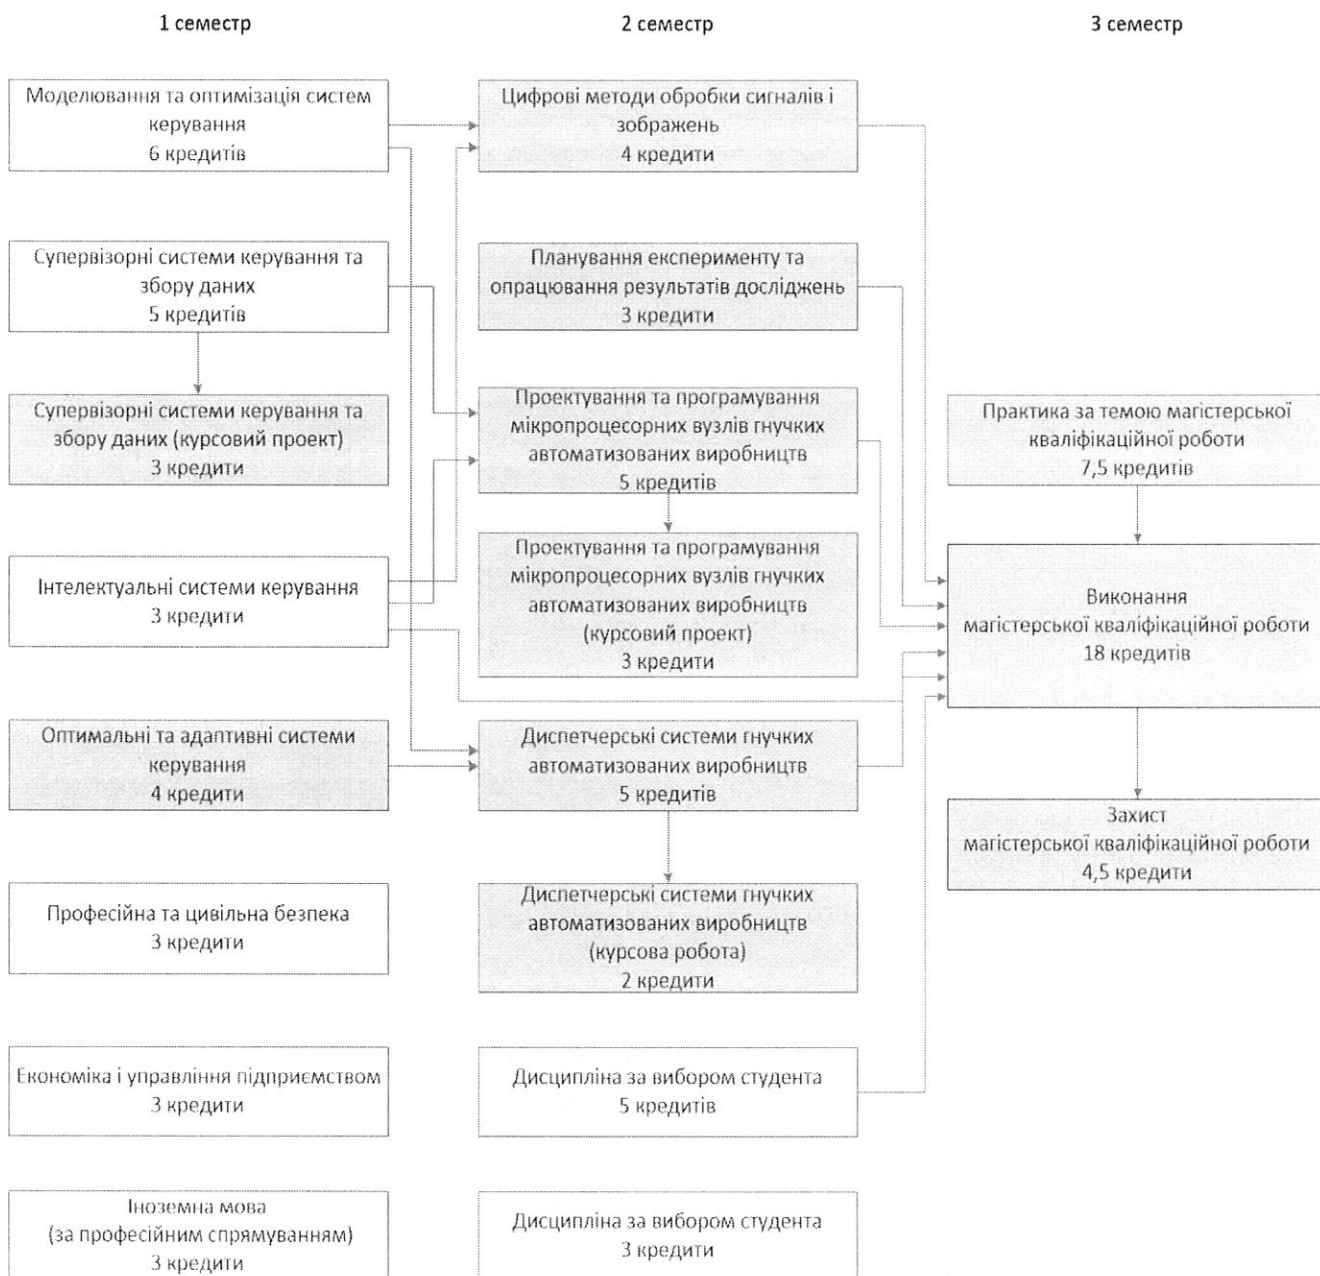 1 семестр
2 семестр
3 семестр
Моделювання та оптимізація систем
керування
6 кредитів
Супервізорні системи керування та
збору даних
5 кредитів
Супервізорні системи керування та
збору даних (курсовий проект)
3 кредити
Інтелектуальні системи керування
3 кредити
Оптимальні та адаптивні системи
керування
4 кредити
Професійна та цивільна безпека
3 кредити
Економіка і управління підприємством
3 кредити
Іноземна мова
(за професійним спрямуванням)
3 кредити
Цифрові методи обробки сигналів і
зображень
4 кредити
Планування експерименту та
опрацювання результатів досліджень
3 кредити
Проектування та програмування
мікропроцесорних вузлів гнучких
автоматизованих виробництв
5 кредитів
Проектування та програмування
мікропроцесорних вузлів гнучких
автоматизованих виробництв
(курсовий проект)
3 кредити
Диспетчерські системи гнучких
автоматизованих виробництв
5 кредитів
Диспетчерські системи гнучких
автоматизованих виробництв
(курсова робота)
2 кредити
Дисципліна за вибором студента
5 кредитів
Дисципліна за вибором студента
3 кредити
Практика за темою магістерської
кваліфікаційної роботи
7,5 кредитів
Виконання
магістерської кваліфікаційної роботи
18 кредитів
Захист
магістерської кваліфікаційної роботи
4,5 кредити